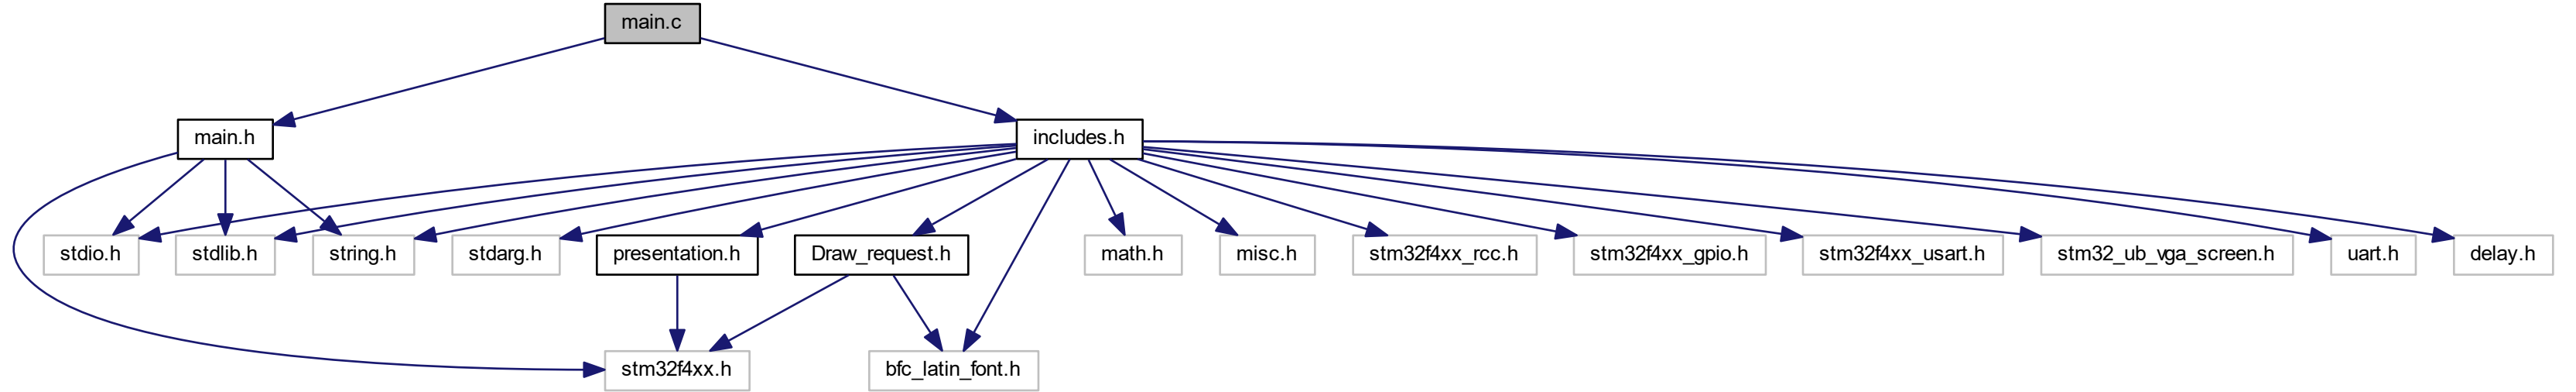 main.c
main.h
includes.h
stdio.h
stdlib.h
string.h
stdarg.h
presentation.h
Draw_request.h
math.h
misc.h
stm32f4xx_rcc.h
stm32f4xx_gpio.h
stm32f4xx_usart.h
stm32_ub_vga_screen.h
uart.h
delay.h
stm32f4xx.h
bfc_latin_font.h